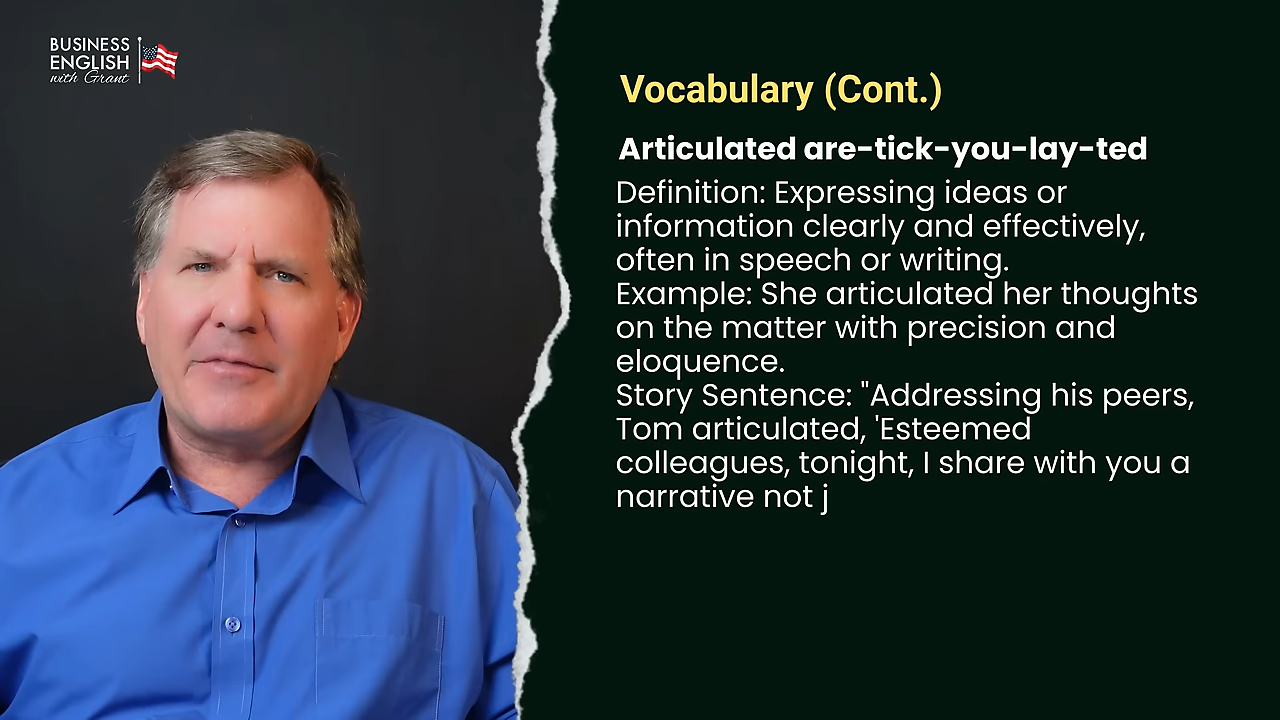 BUSINESS
ENGLISH
with Grant
Vocabulary (Cont.)
Articulated are-tick-you-lay-ted
Definition: Expressing ideas or
information clearly and effectively,
often in speech or writing.
Example: She articulated her thoughts
on the matter with precision and
eloquence.
Story Sentence: "Addressing his peers,
Tom articulated, 'Esteemed
colleagues, tonight, I share with you a
narrative not j